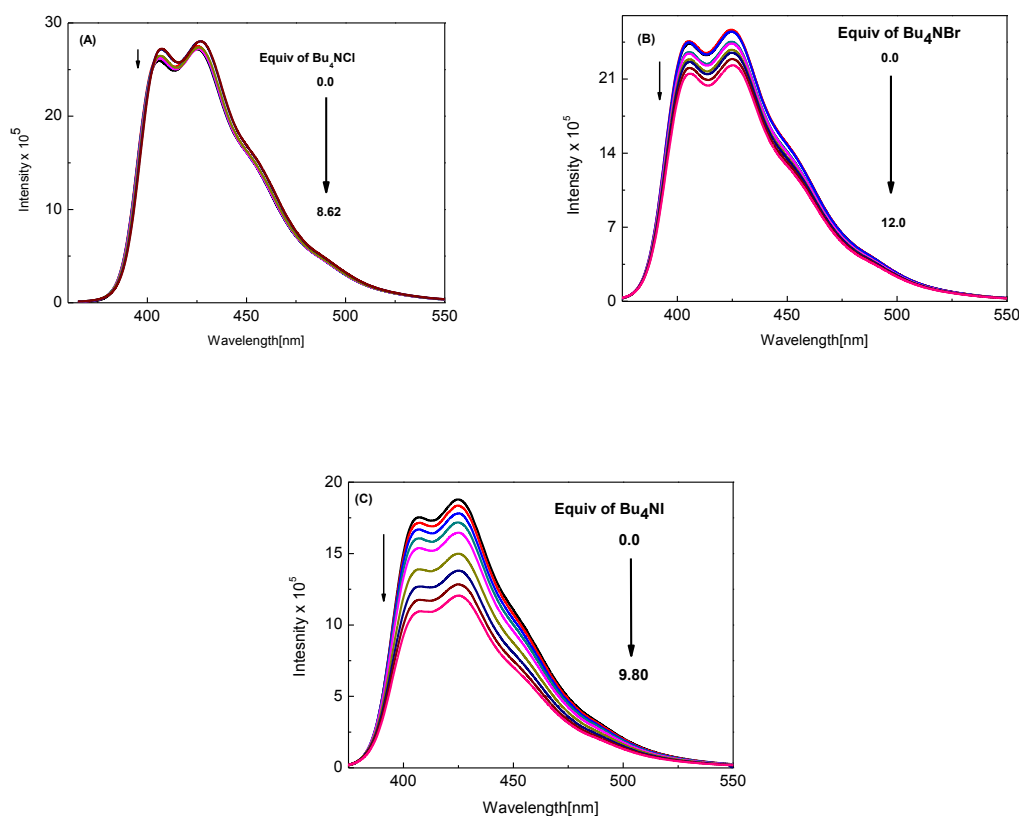 (A)
Equiv of Bu4NCl
0.0
8.62
Intensity x 10^5
30
20
10
0
400 450 500 550
Wavelength[nm]
(B)
Equiv of Bu4NBr
0.0
12.0
Intensity x 10^5
21
14
7
0
400 450 500 550
Wavelength[nm]
(C)
Equiv of Bu4NI
0.0
9.80
Intesnity x 10^5
20
15
10
5
0
400 450 500 550
Wavelength[nm]